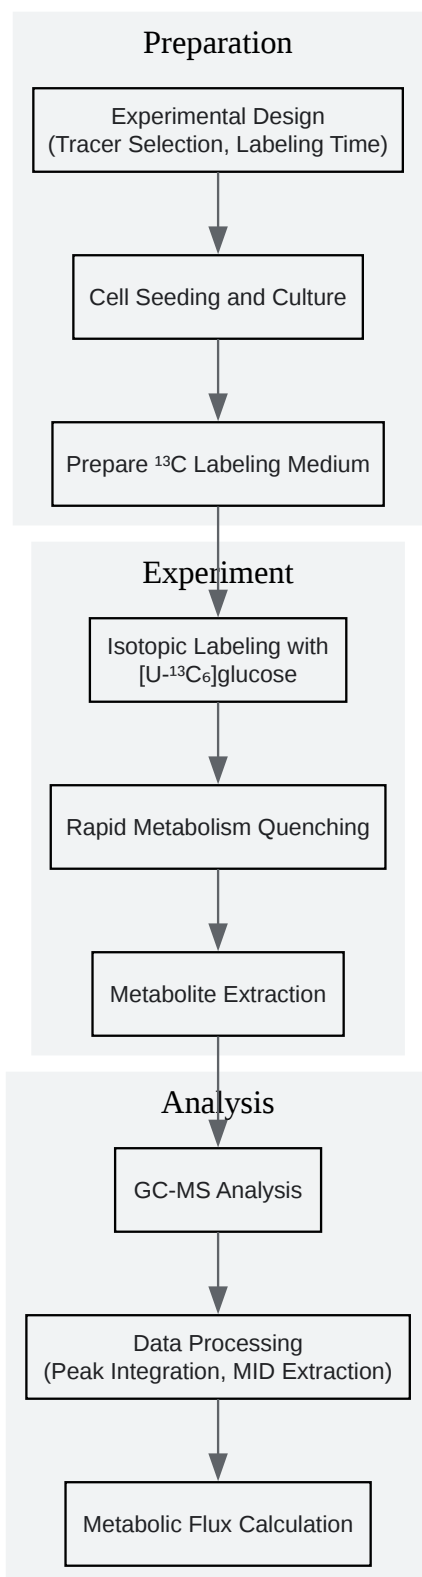 Preparation
Experimental Design
(Tracer Selection, Labeling Time)
Cell Seeding and Culture
Prepare ¹³C Labeling Medium
Experiment
Isotopic Labeling with
[U-¹³C₆]glucose
Rapid Metabolism Quenching
Metabolite Extraction
Analysis
GC-MS Analysis
Data Processing
(Peak Integration, MID Extraction)
Metabolic Flux Calculation